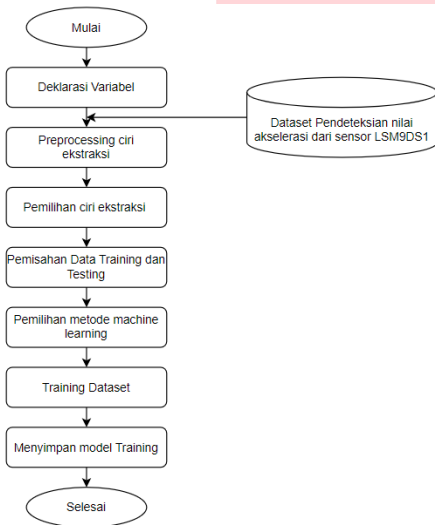 Mulai
Deklarasi Variabel
Dataset Pendeteksian nilai
akselerasi dari sensor LSM9DS1
Preprocessing ciri
ekstraksi
Pemilihan ciri ekstraksi
Pemisahan Data Training dan
Testing
Pemilihan metode machine
learning
Training Dataset
Menyimpan model Training
Selesai